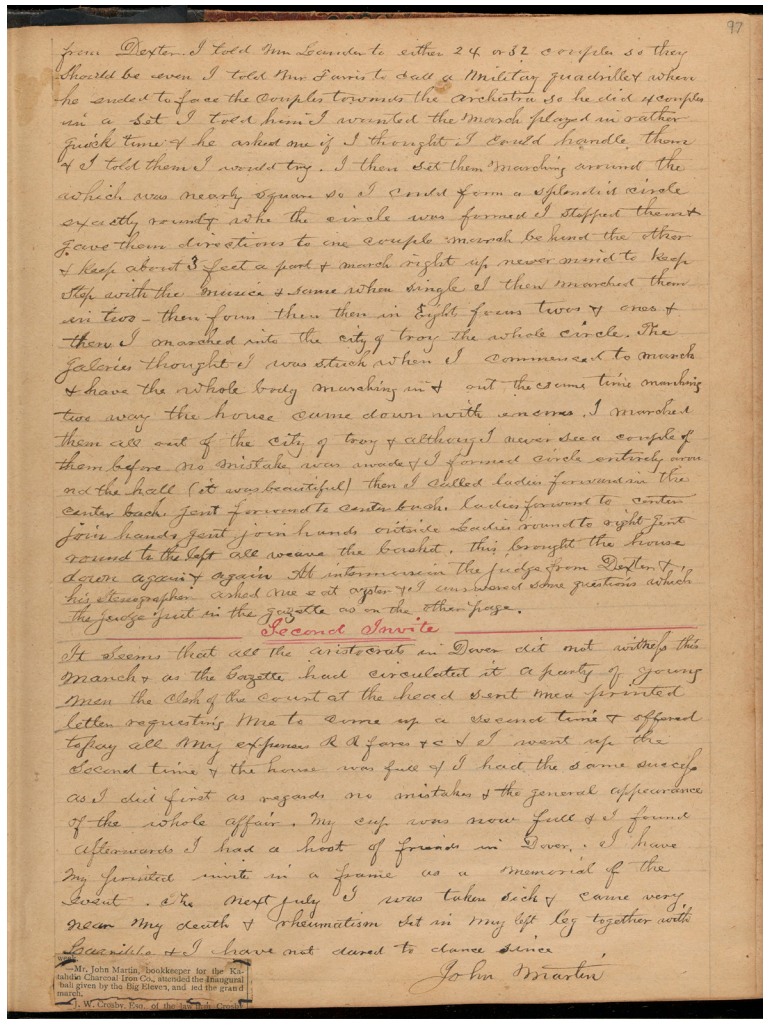 97
from Dexter. I told Mr Leander to either 24 or 32 couples so they
should be even I told Mr Farris to call a Military quadrille & when
he ended to face the couples towards the orchestra so he did 4 couples
in a set I told him I wanted the March played in rather
quick time & he asked me if I thought I could handle them
& I told them I would try. I then set them marching around the
which was nearly square so I could form a splendid circle
exactly round & whe the circle was formed I stopped them &
gave them directions to one couple march behind the other
& keep about 3 feet a part & march right up never mind to keep
step with the musice & same when single I then marched them
in two - then four then then in Eight fours twos & ones &
then I marched into the city of troy the whole circle. The
galeries thought I was stuck when I commenced to march
& have the whole body marching in & out the same time marching
two way the house came down with encores. I marched
them all out of the city of troy & althoug I never see a couple of
them before no mistake was made & I formed circle entirely arou
nd the hall (it was beautiful) then I called ladies forward in the
center back. Gent forward to center back. ladies forward to center
join hands gent join hands outside Ladies round to right Gent
round to the left all weave the basket. this brought the house
down again & again At intermission the judge from Dexter &
his stenographer asked me eat oyster & I answered some questions which
the judge put in the gazette as on the other page.
Second Invite
It seems that all the aristocrats in Dover did not witness this
March & as the Gazette had circulated it a party of young
men the clerk of the court at the head sent me a printed
letter requesting me to come up a second time & offered
to pay all my expenses R R fares & c & I went up the
second time & the house was full & I had the same success
as I did first as regards no mistakes & the general appearance
of the whole affair. My cup was now full & I found
afterwards I had a host of friends in Dover. I have
my printed invite in a frame as a memorial of the
event. The next july I was taken sick & came very
near my death & rheumatism set in my left leg together with
& I have not dared to dance since
John Martin
week.
—Mr. John Martin, bookkeeper for the Ka-
tahdin Charcoal Iron Co., attended the Inaugural
ball given by the Big Eleven, and led the grand
march.
—J. W. Crosby, Esq. of the law firm Crosby